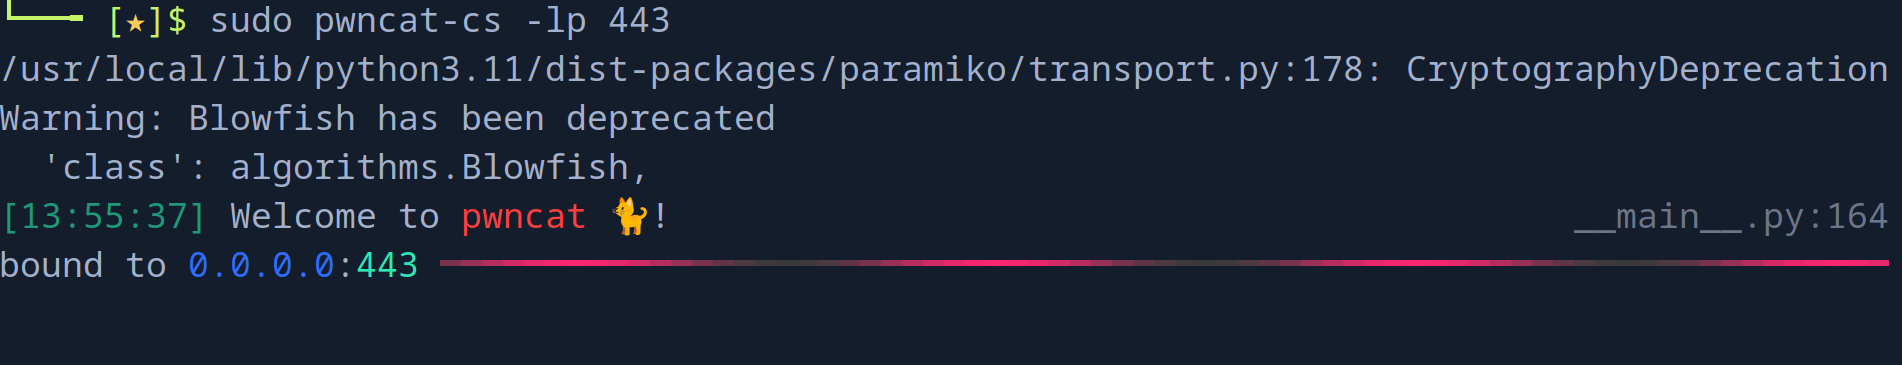 [★]$ sudo pwncat-cs -lp 443
/usr/local/lib/python3.11/dist-packages/paramiko/transport.py:178: CryptographyDeprecation
Warning: Blowfish has been deprecated
  'class': algorithms.Blowfish,
[13:55:37] Welcome to pwncat 🐈! __main__.py:164
bound to 0.0.0.0:443